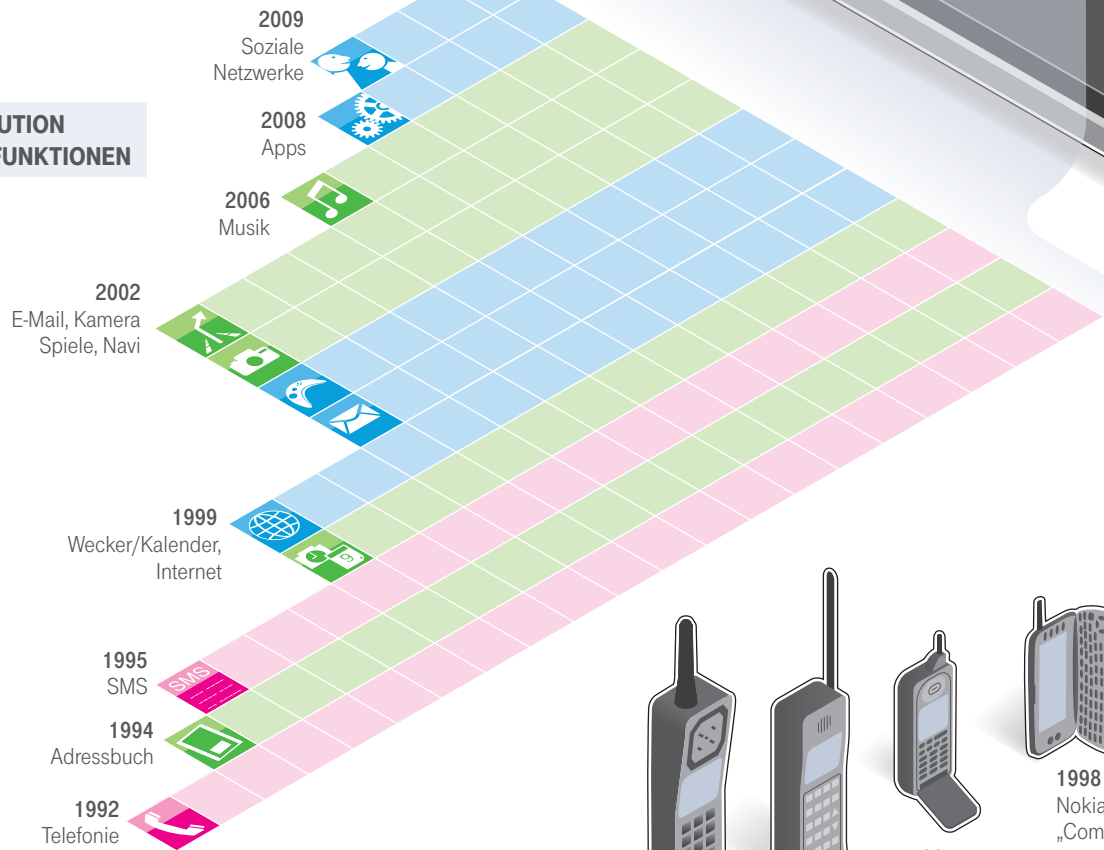 2009
Soziale
Netzwerke
UTION
FUNKTIONEN
2008
Apps
2006
Musik
2002
E-Mail, Kamera
Spiele, Navi
1999
Wecker/Kalender,
Internet
1995
SMS
SMS
1994
Adressbuch
1992
Telefonie
1998
Nokia
„Com